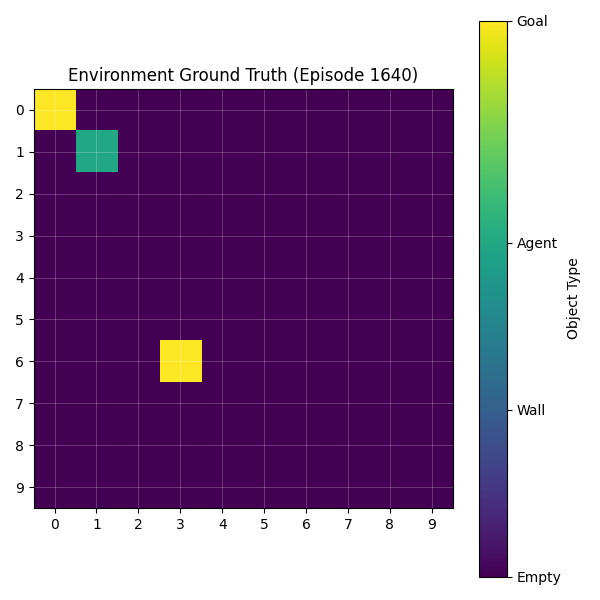 Environment Ground Truth (Episode 1640)
Goal
Agent
Wall
Empty
Object Type
0
1
2
3
4
5
6
7
8
9
0 1 2 3 4 5 6 7 8 9